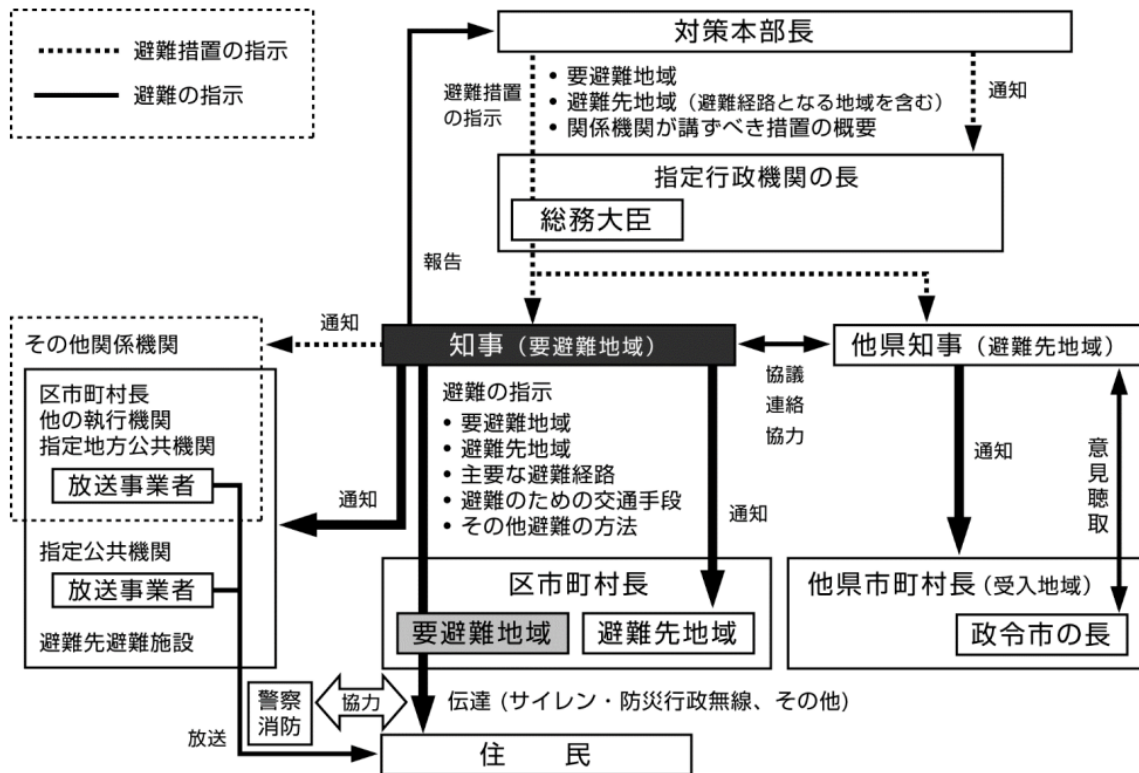 避難措置の指示
避難の指示
対策本部長
避難措置
の指示
• 要避難地域
• 避難先地域（避難経路となる地域を含む）
• 関係機関が講ずべき措置の概要
通知
指定行政機関の長
総務大臣
報告
通知
知事（要避難地域）
他県知事（避難先地域）
協議
連絡
協力
その他関係機関
区市町村長
他の執行機関
指定地方公共機関
放送事業者
指定公共機関
放送事業者
避難先避難施設
通知
避難の指示
• 要避難地域
• 避難先地域
• 主要な避難経路
• 避難のための交通手段
• その他避難の方法
通知
通知
意見聴取
区市町村長
要避難地域
避難先地域
他県市町村長（受入地域）
政令市の長
警察
消防
協力
伝達 (サイレン・防災行政無線、その他)
放送
住　民